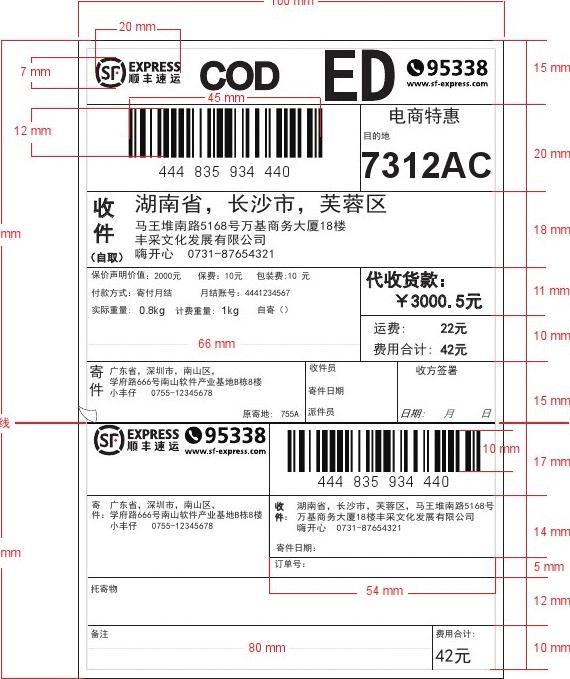 100 mm
20 mm
7 mm
SF EXPRESS
顺丰速运
COD
ED
95338
www.sf-express.com
15 mm
45 mm
12 mm
444 835 934 440
电商特惠
目的地
7312AC
20 mm
收件
(自取)
湖南省，长沙市，芙蓉区
马王堆南路5168号万基商务大厦18楼
丰采文化发展有限公司
嗨开心 0731-87654321
mm
18 mm
保价声明价值：2000元 保费：10元 包装费:10 元
付款方式：寄付月结 月结账号：4441234567
实际重量: 0.8kg 计费重量: 1kg 自寄（）
66 mm
代收货款：
￥3000.5元
11 mm
运费： 22元
费用合计：42元
10 mm
寄件
广东省，深圳市，南山区，
学府路666号南山软件产业基地B栋8楼
小丰仔 0755-12345678
原寄地: 755A
收件员
寄件日期
派件员
收方签署
日期: 月 日
15 mm
线
SF EXPRESS
顺丰速运
95338
www.sf-express.com
10 mm
444 835 934 440
17 mm
寄件：
广东省，深圳市，南山区，
学府路666号南山软件产业基地B栋8楼
小丰仔 0755-12345678
收件：
湖南省，长沙市，芙蓉区，马王堆南路5168号
万基商务大厦18楼丰采文化发展有限公司
嗨开心 0731-87654321
寄件日期:
14 mm
mm
订单号:
5 mm
托寄物
54 mm
12 mm
备注
80 mm
费用合计:
42元
10 mm